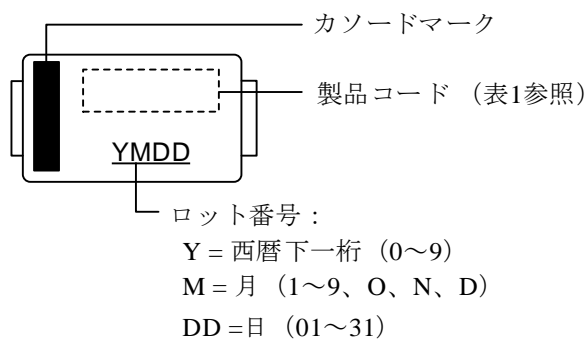 カソードマーク
製品コード （表1参照）
YMDD
ロット番号：
Y = 西暦下一桁（0～9）
M = 月（1～9、O、N、D）
DD =日（01～31）